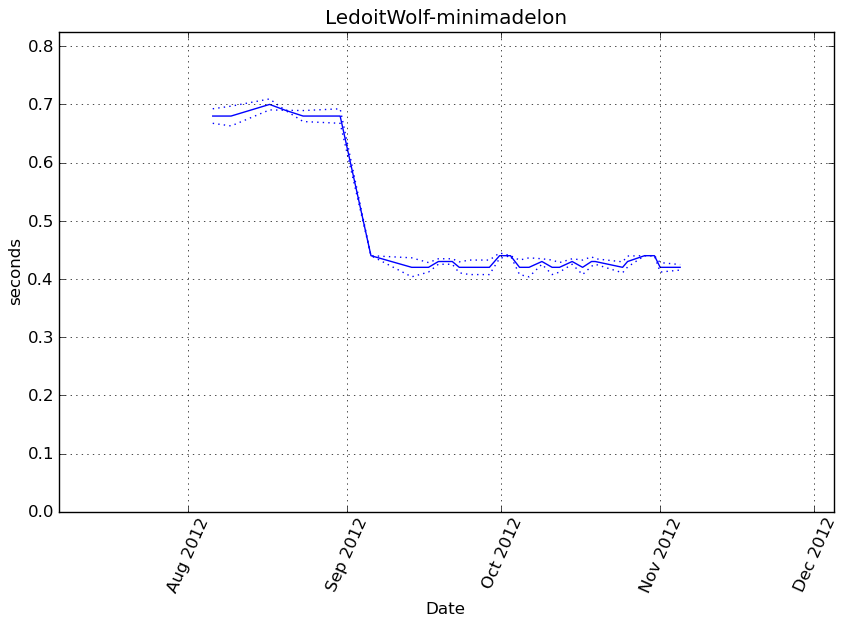 LedoitWolf-minimadelon
0.8
0.7
0.6
0.5
0.4
0.3
0.2
0.1
0.0
seconds
Aug 2012
Sep 2012
Oct 2012
Nov 2012
Dec 2012
Date